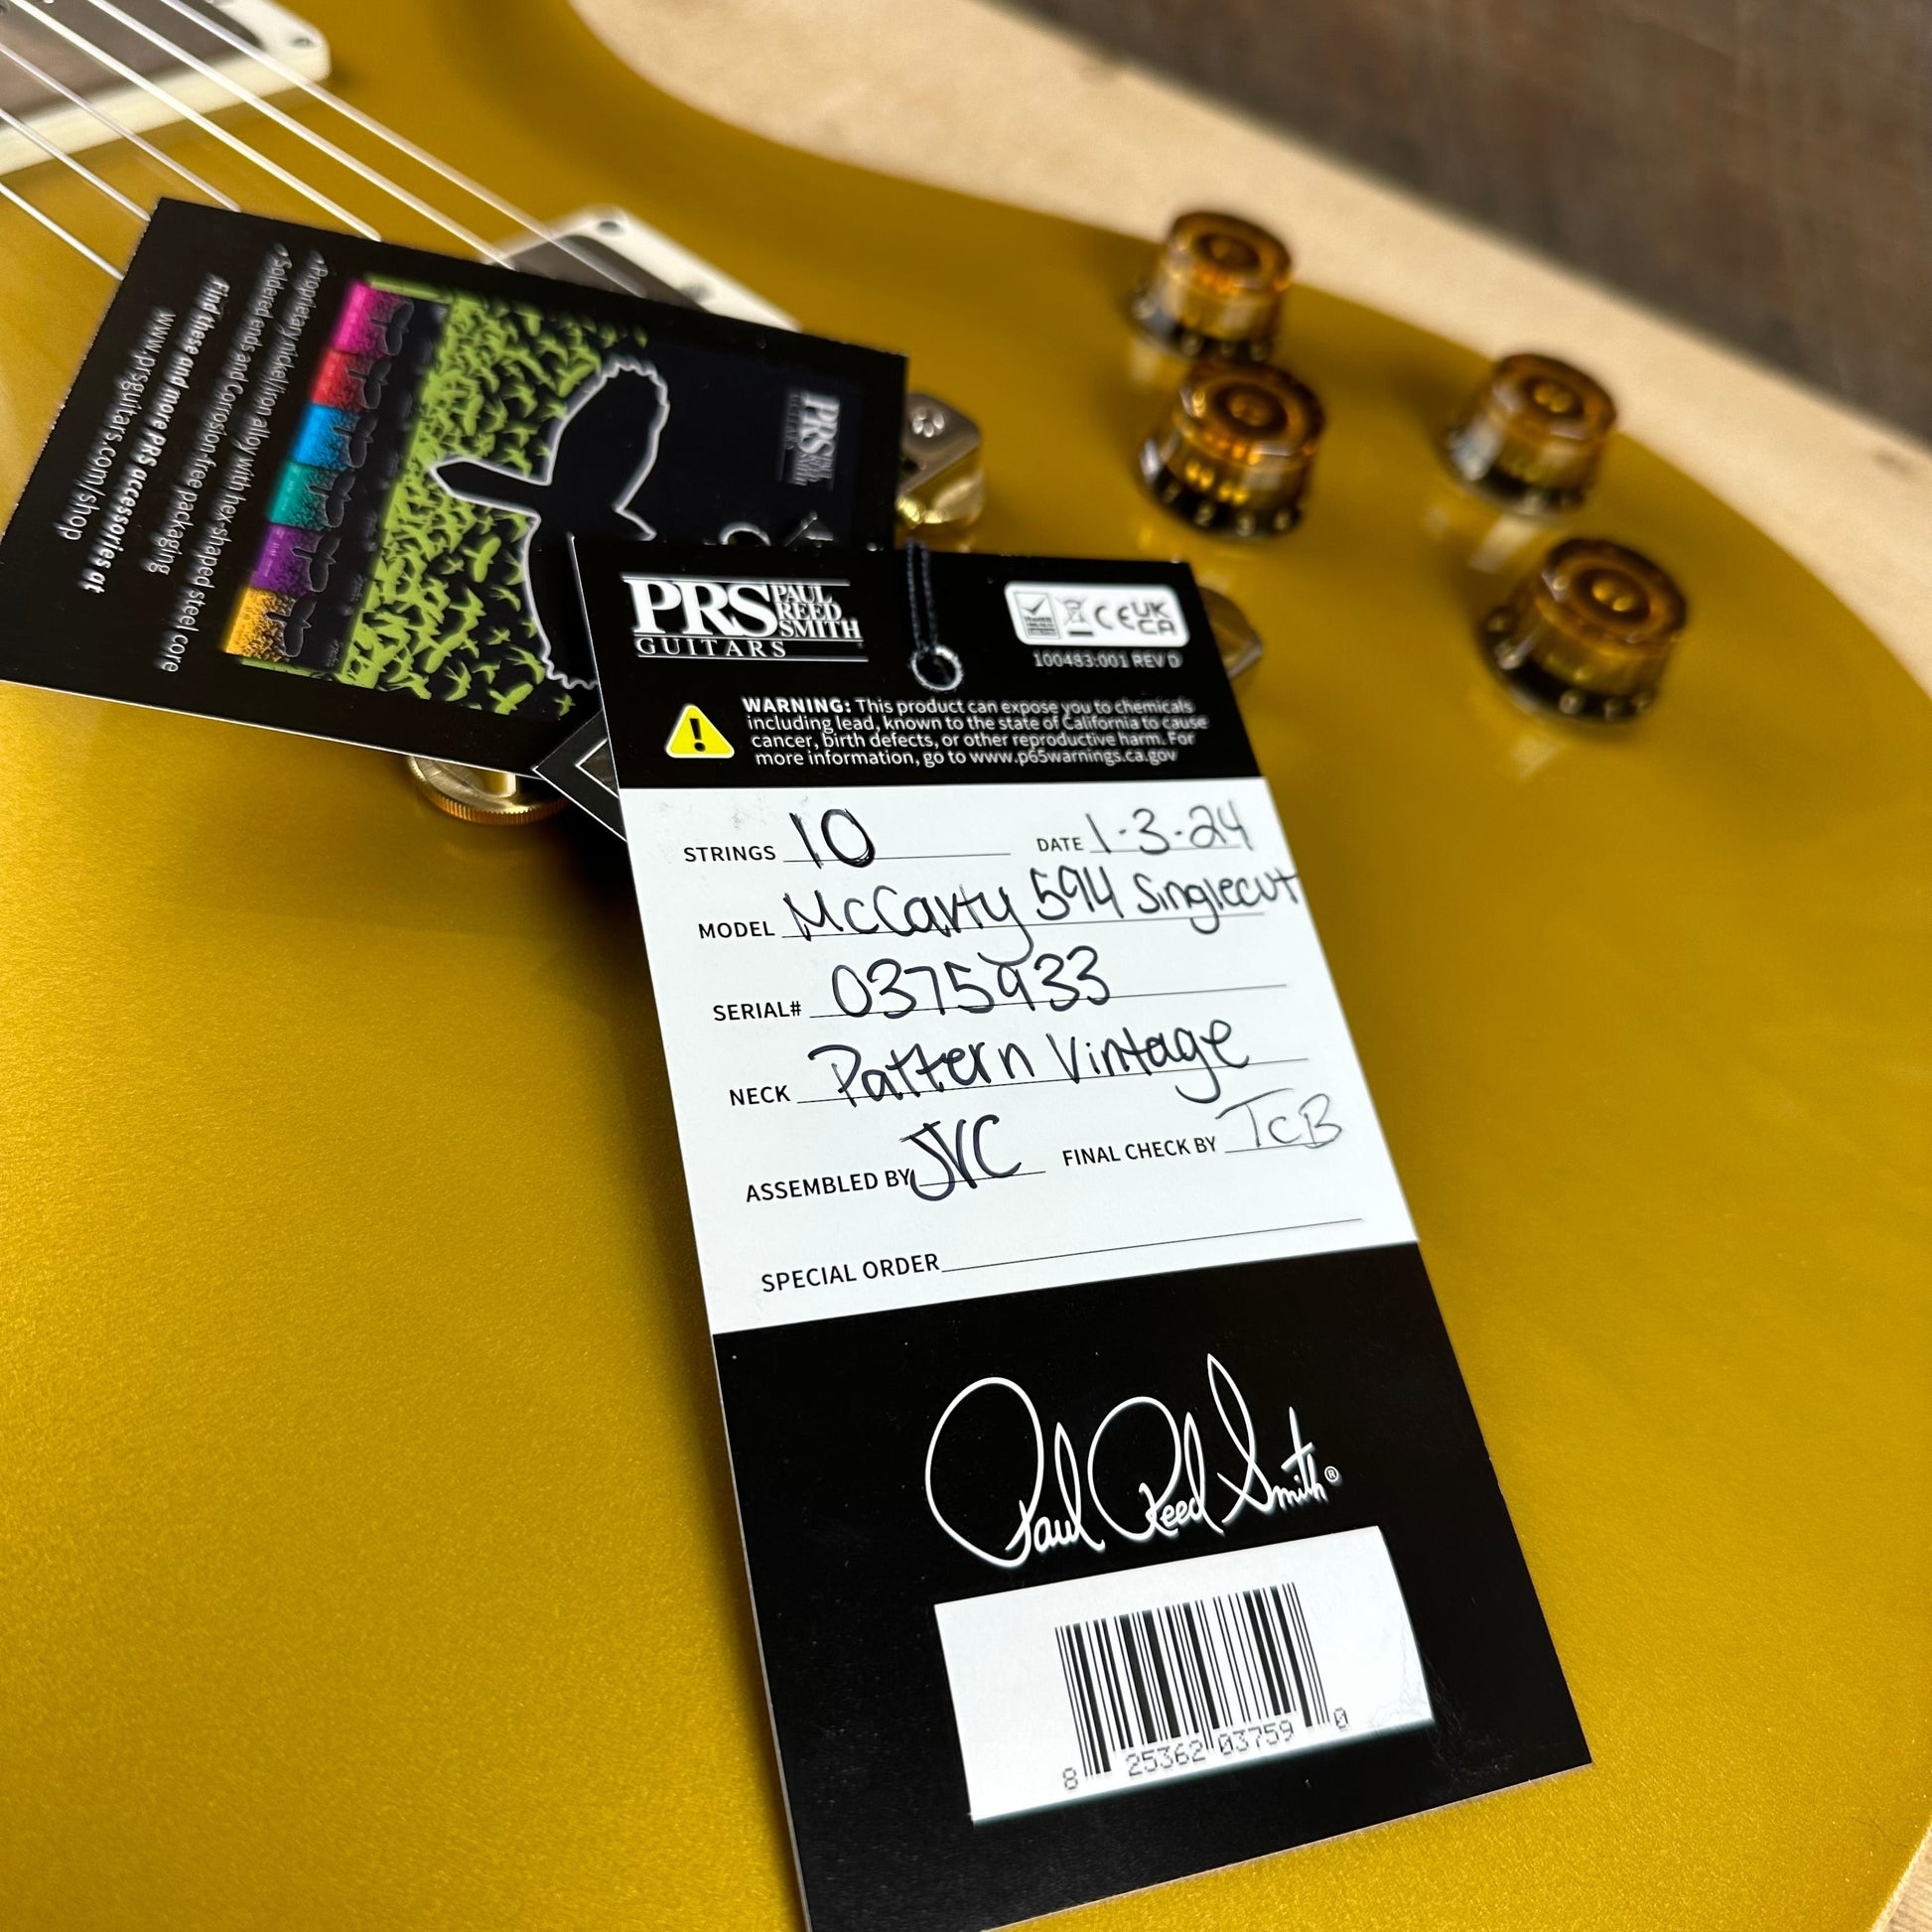 • Proprietary nickel/iron alloy with hex-shaped steel core
• Soldered ends and Corrosion-free packaging
Find these and more PRS accessories at
www.prsguitars.com/shop
PRS
PRS PAUL
REED
SMITH
GUITARS
CE UK
CA
100483:001 REV D
WARNING: This product can expose you to chemicals
including lead, known to the state of California to cause
cancer, birth defects, or other reproductive harm. For
more information, go to www.p65warnings.ca.gov
STRINGS 10 DATE 1-3-24
MODEL McCarty 594 Singlecut
SERIAL# 0375933
NECK Pattern Vintage
ASSEMBLED BY JVC FINAL CHECK BY TCB
SPECIAL ORDER
Paul Reed Smith®
8 25362 03759 0